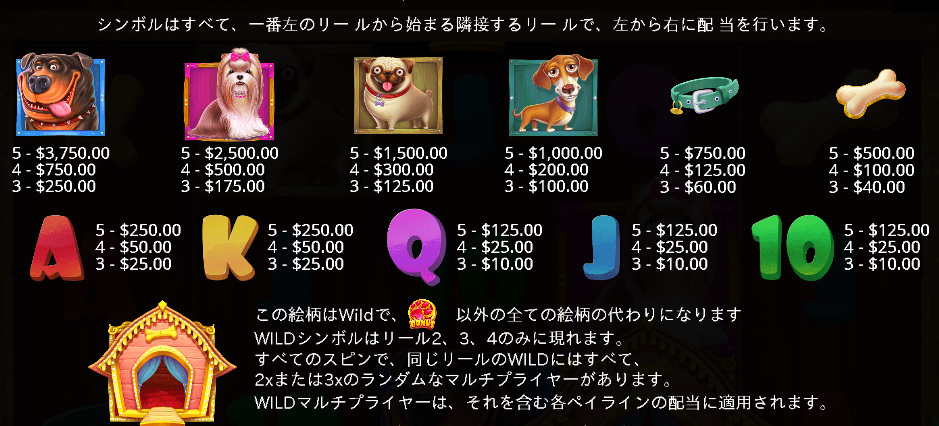 シンボルはすべて、一番左のリールから始まる隣接するリールで、左から右に配当を行います。
5 - $3,750.00
4 - $750.00
3 - $250.00
5 - $2,500.00
4 - $500.00
3 - $175.00
5 - $1,500.00
4 - $300.00
3 - $125.00
5 - $1,000.00
4 - $200.00
3 - $100.00
5 - $750.00
4 - $125.00
3 - $60.00
5 - $500.00
4 - $100.00
3 - $40.00
A
5 - $250.00
4 - $50.00
3 - $25.00
K
5 - $250.00
4 - $50.00
3 - $25.00
Q
5 - $125.00
4 - $25.00
3 - $10.00
J
5 - $125.00
4 - $25.00
3 - $10.00
10
5 - $125.00
4 - $25.00
3 - $10.00
この絵柄はWildで、BONUS以外の全ての絵柄の代わりになります
WILDシンボルはリール2、3、4のみに現れます。
すべてのスピンで、同じリールのWILDにはすべて、
2xまたは3xのランダムなマルチプライヤーがあります。
WILDマルチプライヤーは、それを含む各ペイラインの配当に適用されます。